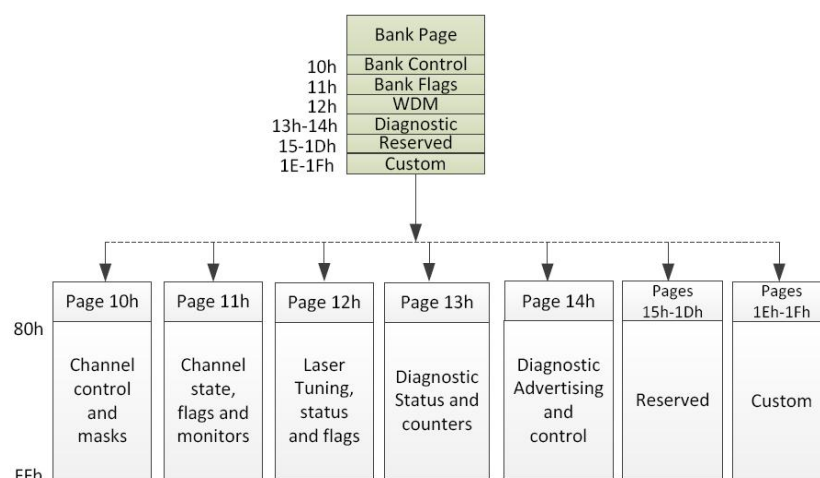 Bank Page
10h Bank Control
11h Bank Flags
12h WDM
13h-14h Diagnostic
15-1Dh Reserved
1E-1Fh Custom
Page 10h
Page 11h
Page 12h
Page 13h
Page 14h
Pages
15h-1Dh
Pages
1Eh-1Fh
80h
Channel
control
and
masks
Channel
state,
flags and
monitors
Laser
Tuning,
status
and flags
Diagnostic
Status and
counters
Diagnostic
Advertising
and
control
Reserved
Custom
FFh